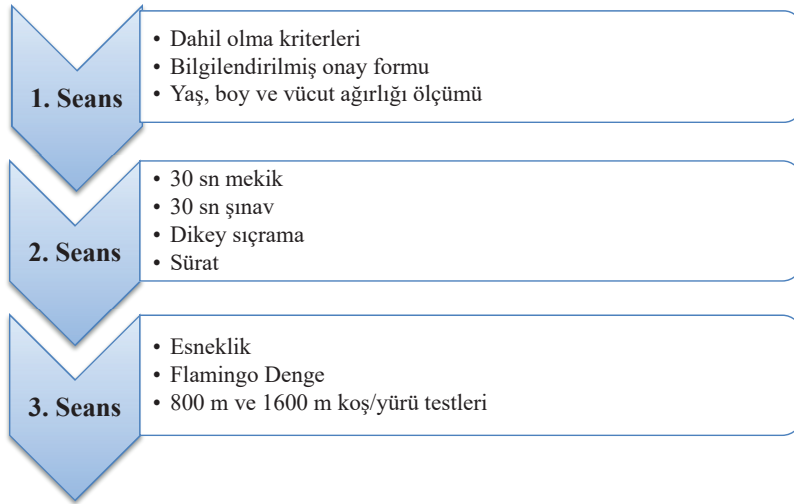 1. Seans
• Dahil olma kriterleri
• Bilgilendirilmiş onay formu
• Yaş, boy ve vücut ağırlığı ölçümü
2. Seans
• 30 sn mekik
• 30 sn şınav
• Dikey sıçrama
• Sürat
3. Seans
• Esneklik
• Flamingo Denge
• 800 m ve 1600 m koş/yürü testleri